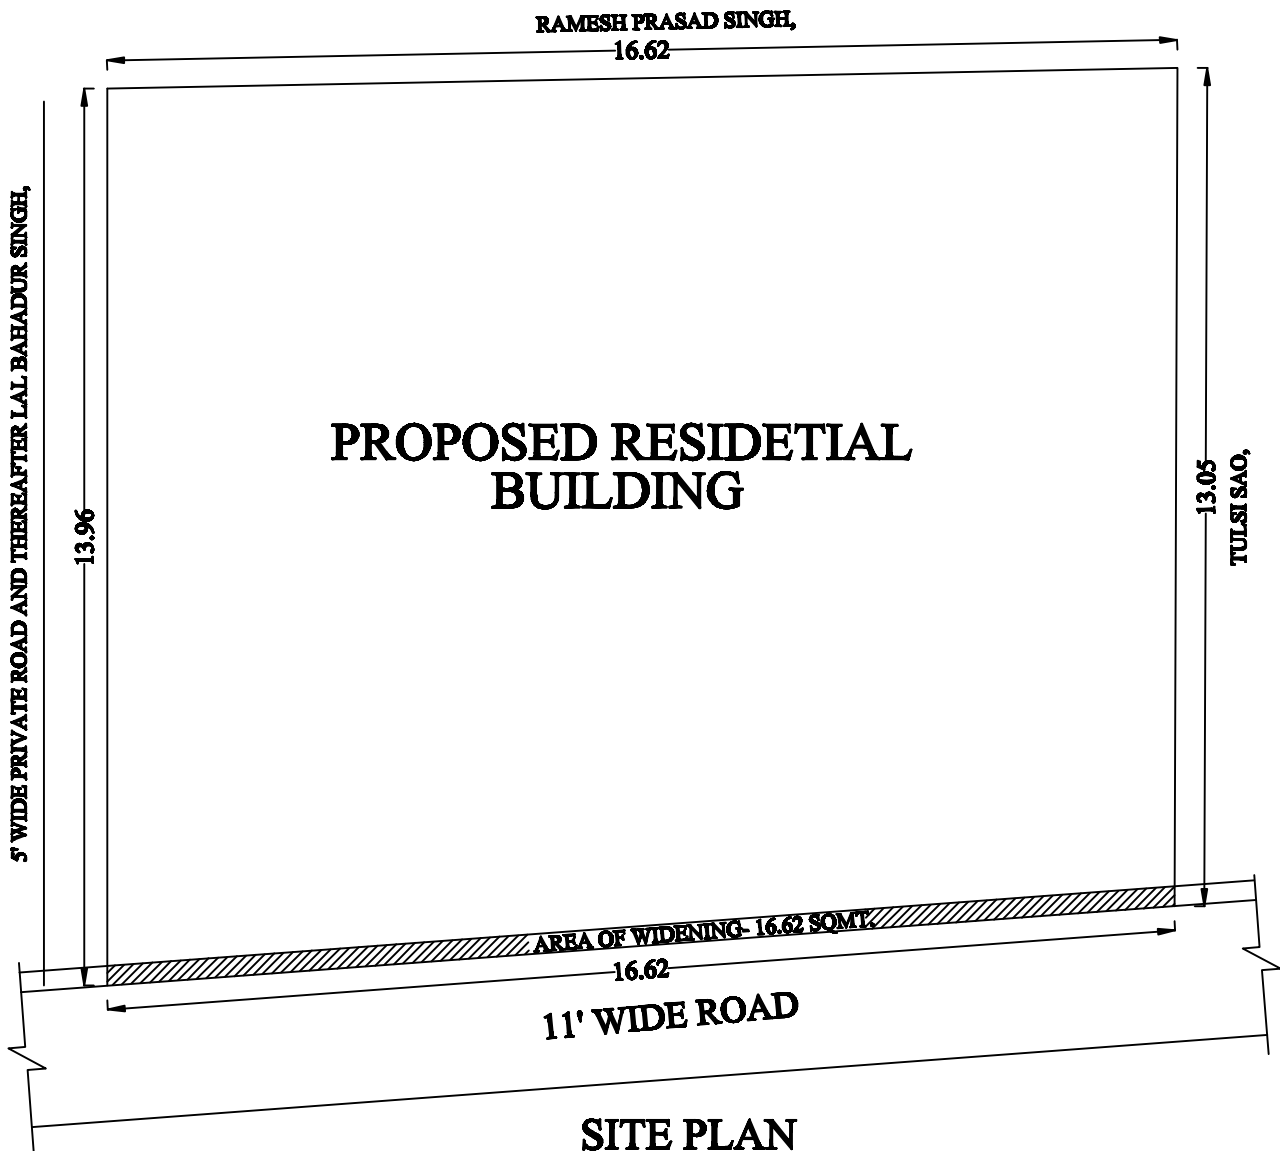 RAMESH PRASAD SINGH,
16.62
5' WIDE PRIVATE ROAD AND THEREAFTER LAL BAHADUR SINGH,
13.96
PROPOSED RESIDETIAL
BUILDING
13.05
TULSI SAO,
AREA OF WIDENING- 16.62 SQMT.
16.62
11' WIDE ROAD
SITE PLAN